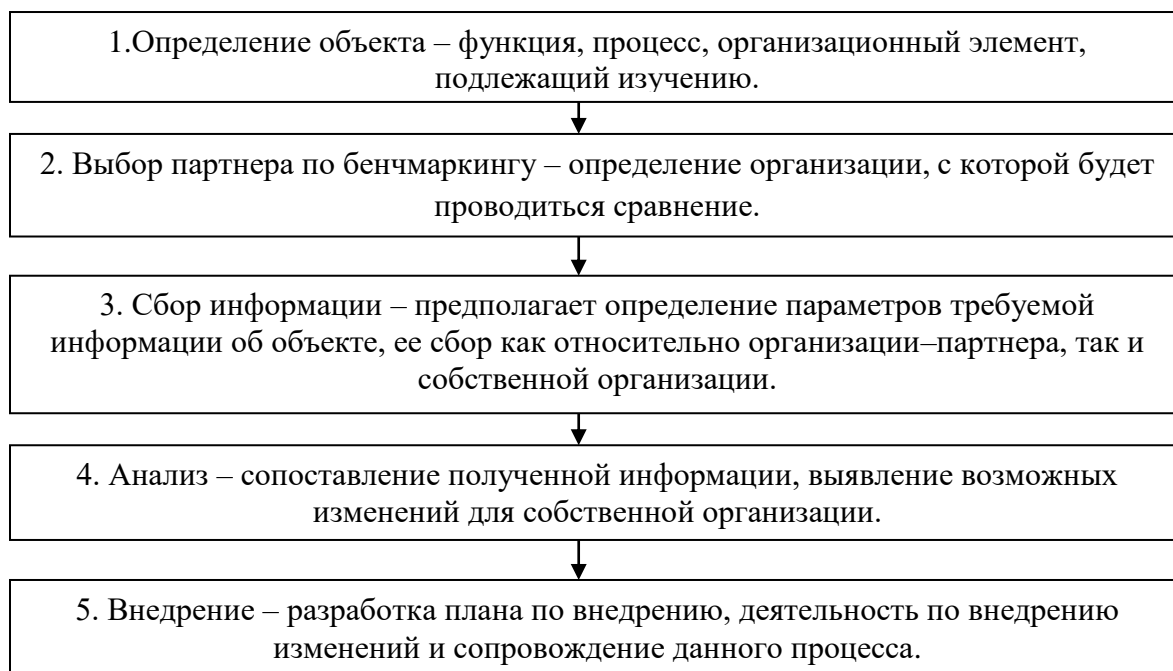 1.Определение объекта – функция, процесс, организационный элемент,
подлежащий изучению.
2. Выбор партнера по бенчмаркингу – определение организации, с которой будет
проводиться сравнение.
3. Сбор информации – предполагает определение параметров требуемой
информации об объекте, ее сбор как относительно организации–партнера, так и
собственной организации.
4. Анализ – сопоставление полученной информации, выявление возможных
изменений для собственной организации.
5. Внедрение – разработка плана по внедрению, деятельность по внедрению
изменений и сопровождение данного процесса.